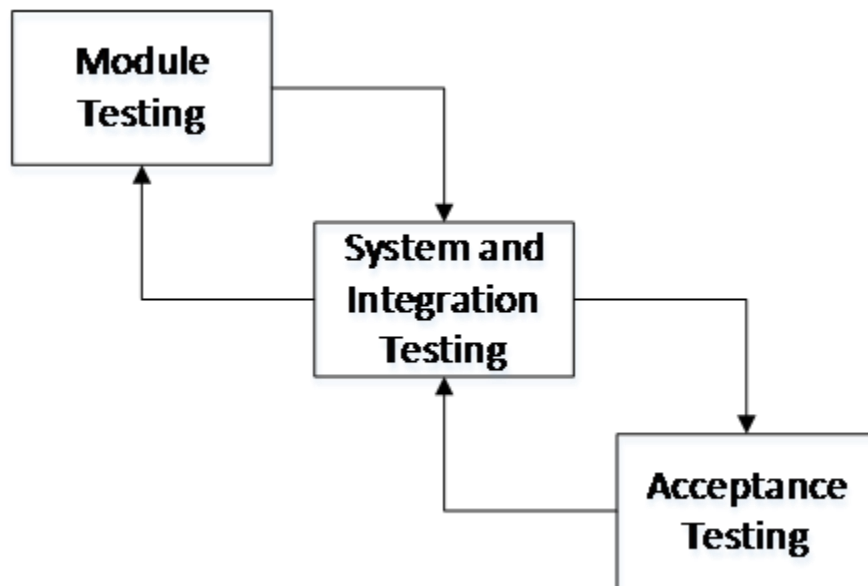 Module
Testing
System and
Integration
Testing
Acceptance
Testing